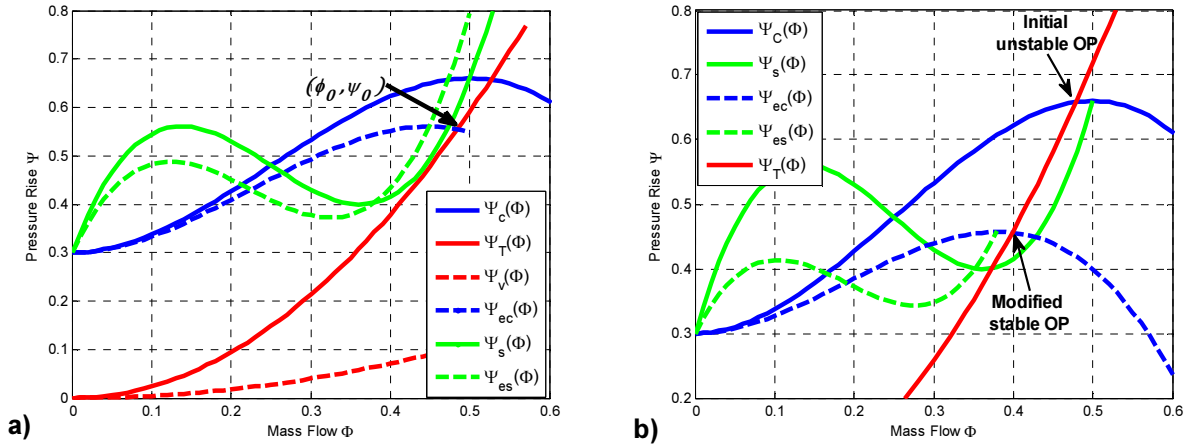 0.8
0.7
0.6
0.5
0.4
0.3
0.2
0.1
0
Pressure Rise Ψ
(ϕ0,ψ0)
Ψc(Φ)
ΨT(Φ)
Ψv(Φ)
Ψec(Φ)
Ψs(Φ)
Ψes(Φ)
0 0.1 0.2 0.3 0.4 0.5 0.6
Mass Flow Φ
a)
0.8
0.7
0.6
0.5
0.4
0.3
0.2
Pressure Rise Ψ
ΨC(Φ)
Ψs(Φ)
Ψec(Φ)
Ψes(Φ)
ΨT(Φ)
Initial
unstable OP
Modified
stable OP
0 0.1 0.2 0.3 0.4 0.5 0.6
Mass Flow Φ
b)